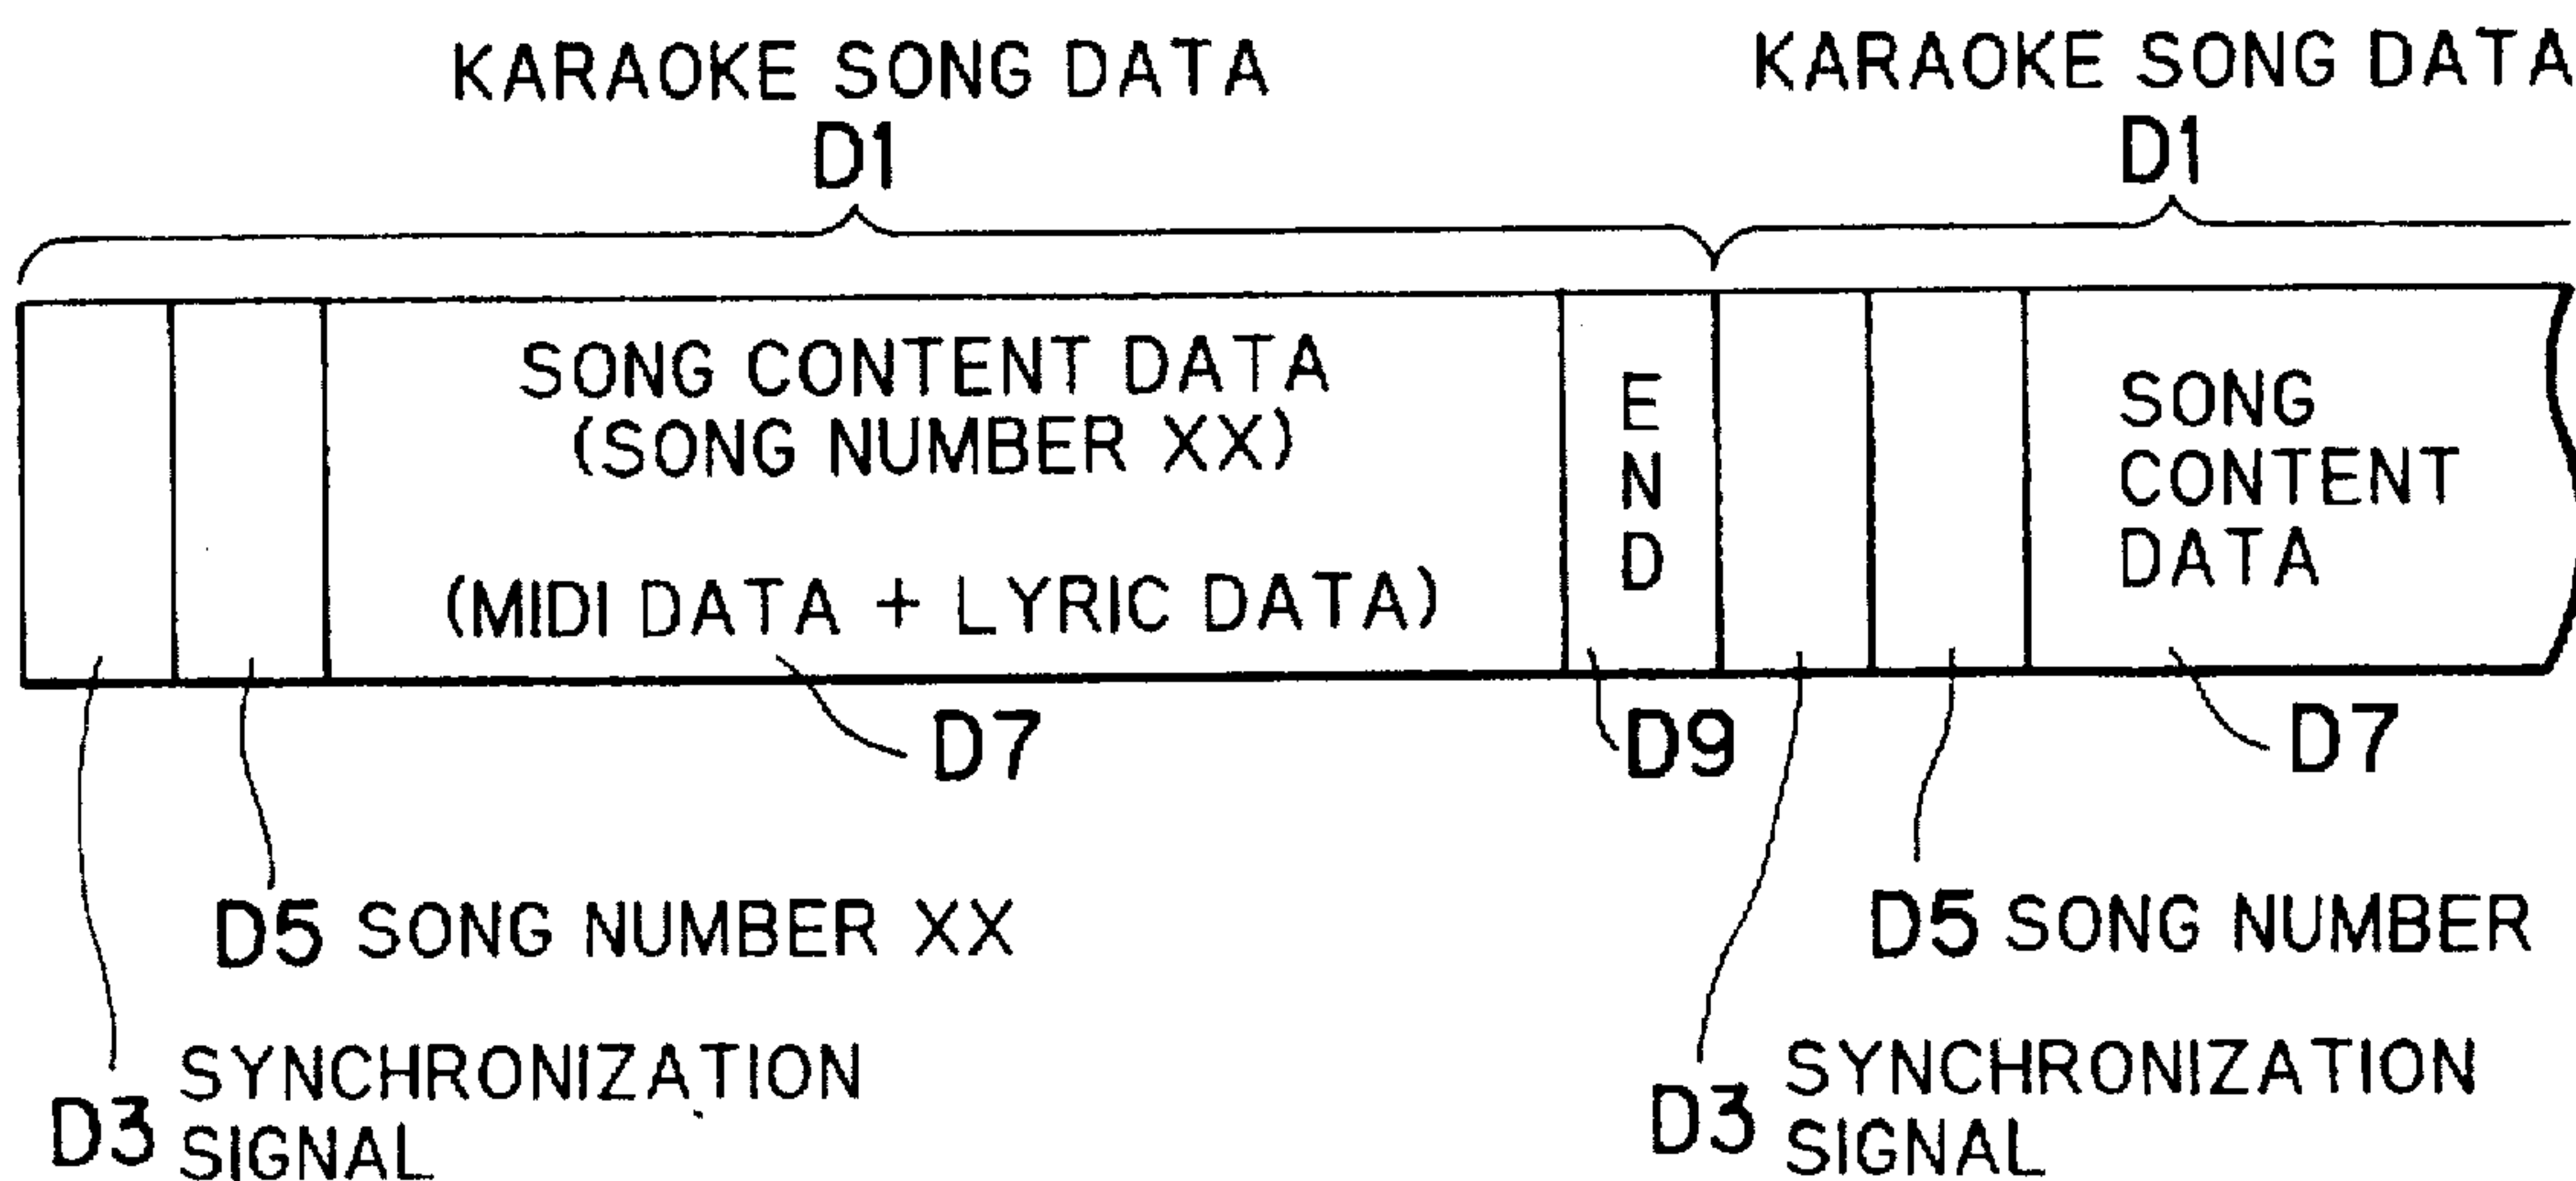 KARAOKE SONG DATA
D1
KARAOKE SONG DATA
D1
SONG CONTENT DATA
(SONG NUMBER XX)
(MIDI DATA + LYRIC DATA)
E
N
D
SONG
CONTENT
DATA
D7
D9
D7
D5 SONG NUMBER XX
D5 SONG NUMBER
D3 SYNCHRONIZATION
SIGNAL
D3 SYNCHRONIZATION
SIGNAL